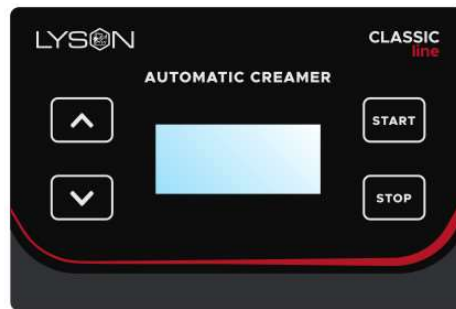 LYSON
CLASSIC
line
AUTOMATIC CREAMER
START
STOP